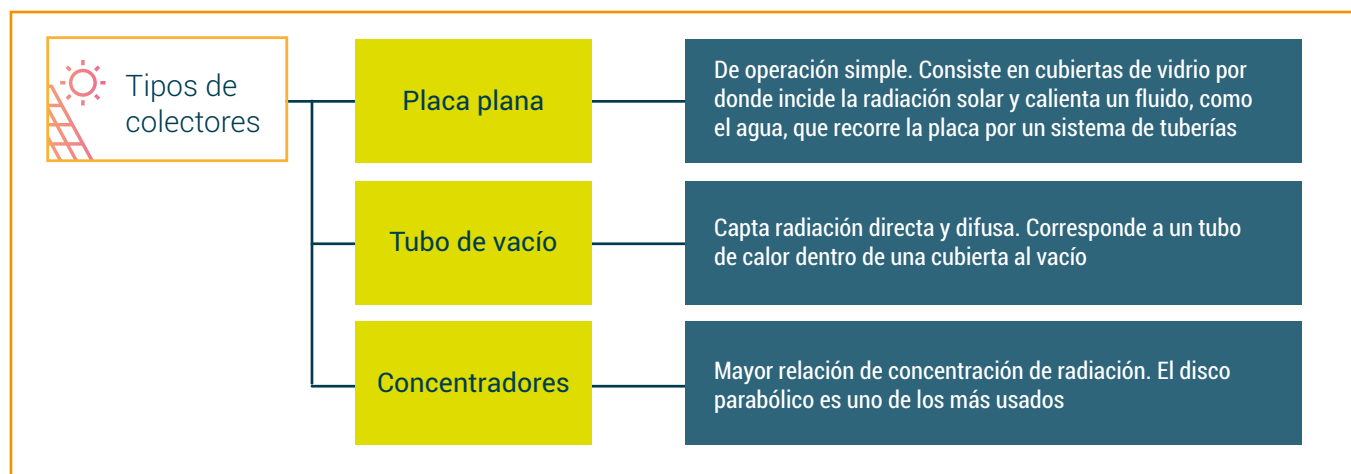 Tipos de
colectores
Placa plana
De operación simple. Consiste en cubiertas de vidrio por
donde incide la radiación solar y calienta un fluido, como
el agua, que recorre la placa por un sistema de tuberías
Tubo de vacío
Capta radiación directa y difusa. Corresponde a un tubo
de calor dentro de una cubierta al vacío
Concentradores
Mayor relación de concentración de radiación. El disco
parabólico es uno de los más usados